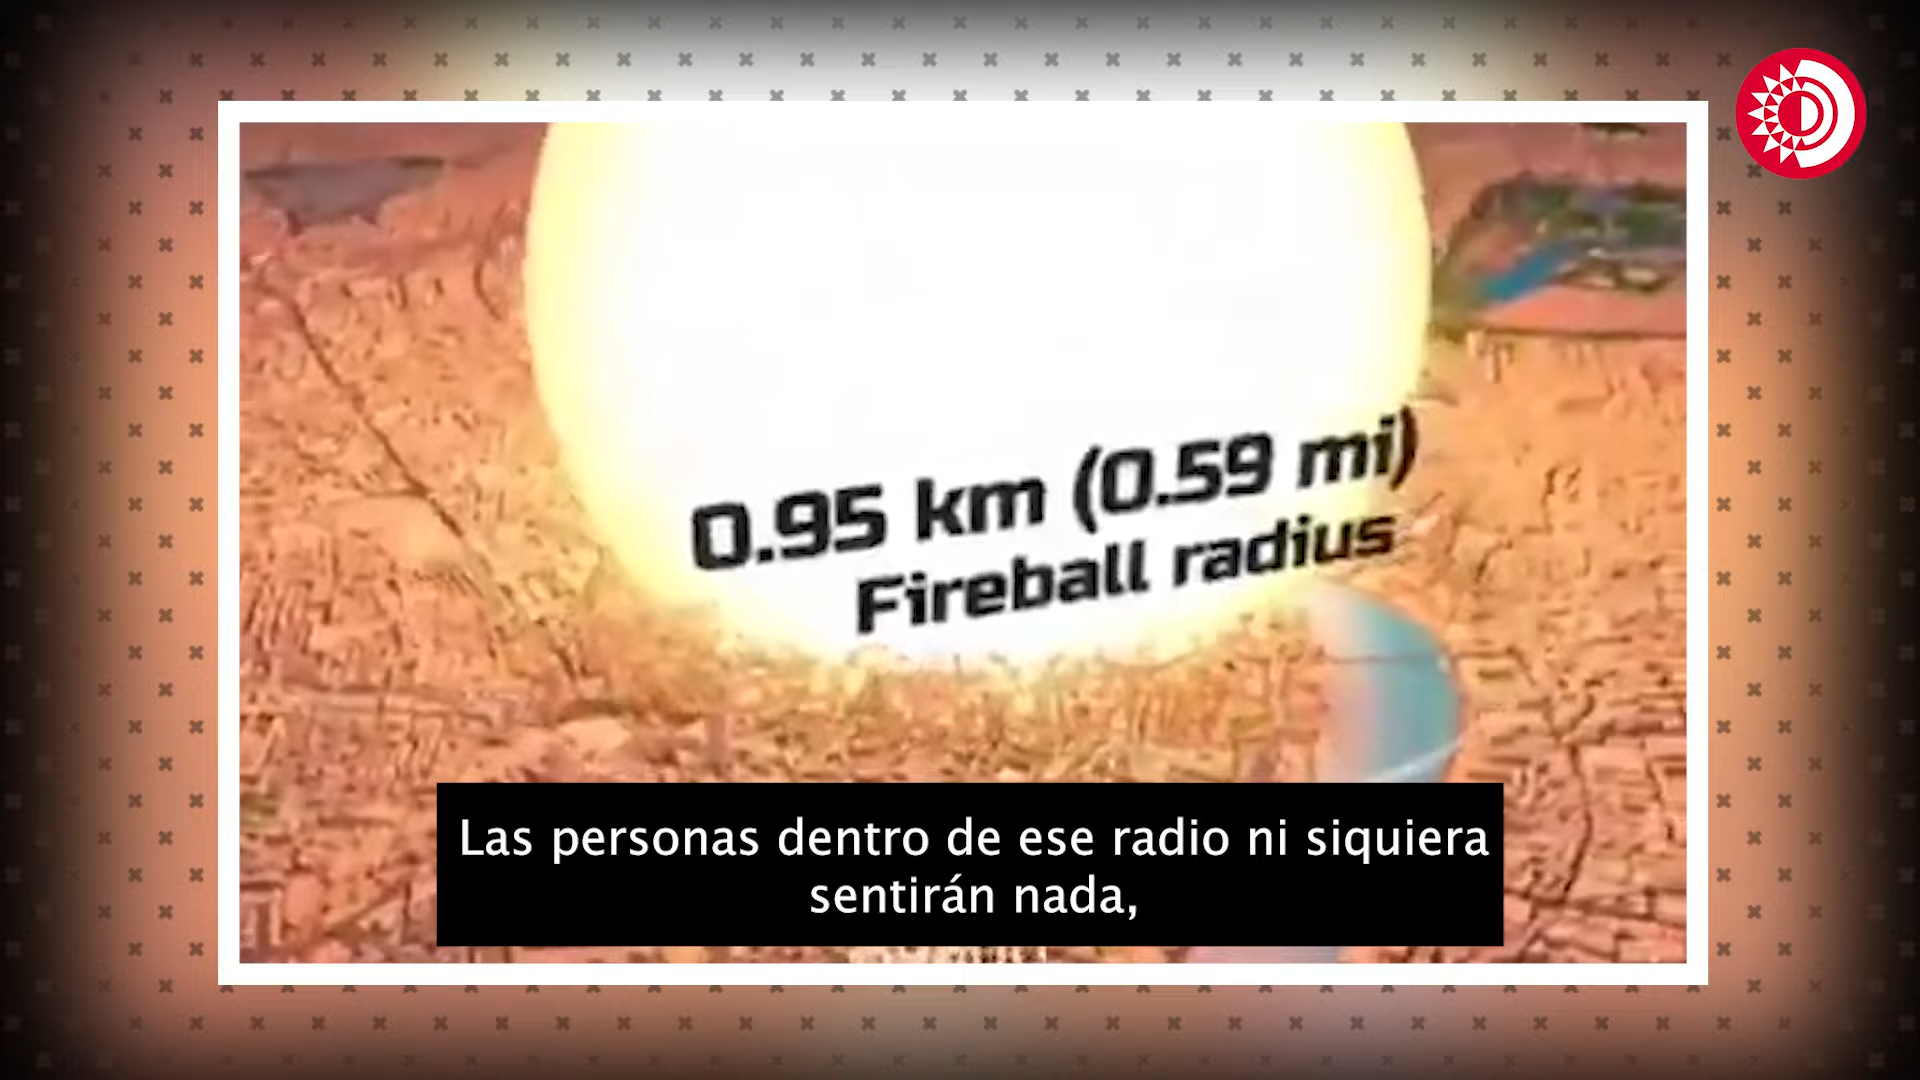 0.95 km (0.59 mi)
Fireball radius
Las personas dentro de ese radio ni siquiera
sentirán nada,